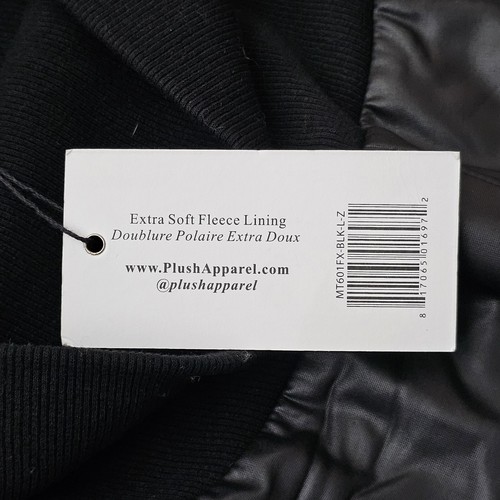 Extra Soft Fleece Lining
Doublure Polaire Extra Doux
www.PlushApparel.com
@plushapparel
MT601FX-BLK-L-Z
8 17065 01697 2